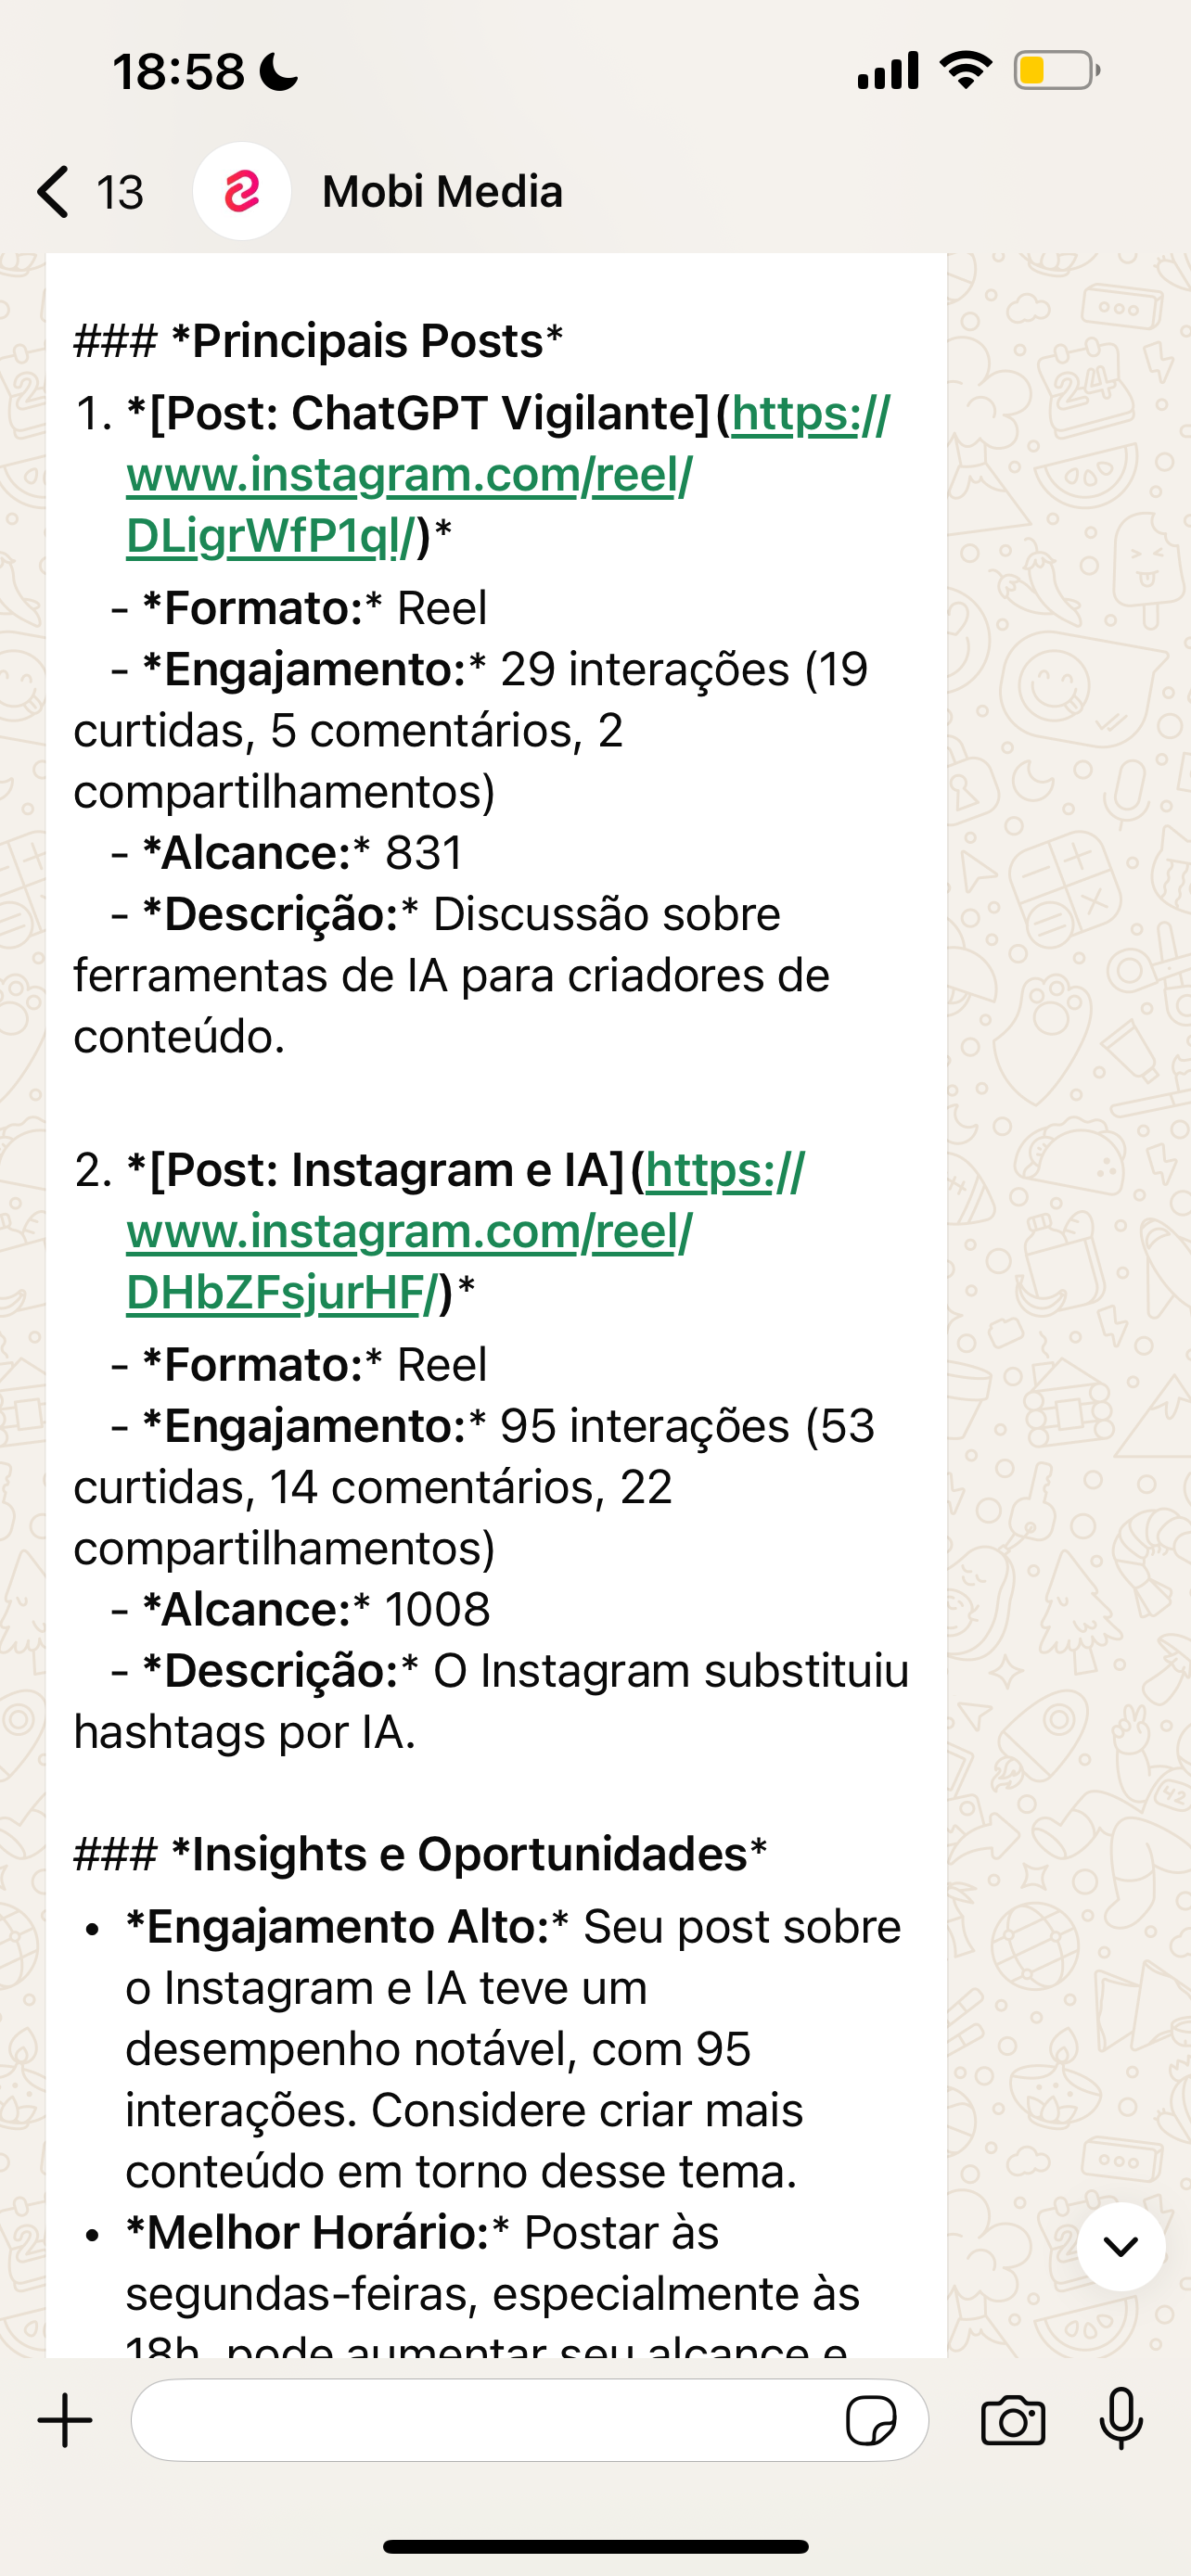 18:58
13 Mobi Media
### *Principais Posts*
1. *[Post: ChatGPT Vigilante](https://
www.instagram.com/reel/
DLigrWfP1ql/)*
- *Formato:* Reel
- *Engajamento:* 29 interações (19
curtidas, 5 comentários, 2
compartilhamentos)
- *Alcance:* 831
- *Descrição:* Discussão sobre
ferramentas de IA para criadores de
conteúdo.
2. *[Post: Instagram e IA](https://
www.instagram.com/reel/
DHbZFsjurHF/)*
- *Formato:* Reel
- *Engajamento:* 95 interações (53
curtidas, 14 comentários, 22
compartilhamentos)
- *Alcance:* 1008
- *Descrição:* O Instagram substituiu
hashtags por IA.
### *Insights e Oportunidades*
• *Engajamento Alto:* Seu post sobre
o Instagram e IA teve um
desempenho notável, com 95
interações. Considere criar mais
conteúdo em torno desse tema.
• *Melhor Horário:* Postar às
segundas-feiras, especialmente às
18h, pode aumentar seu alcance e